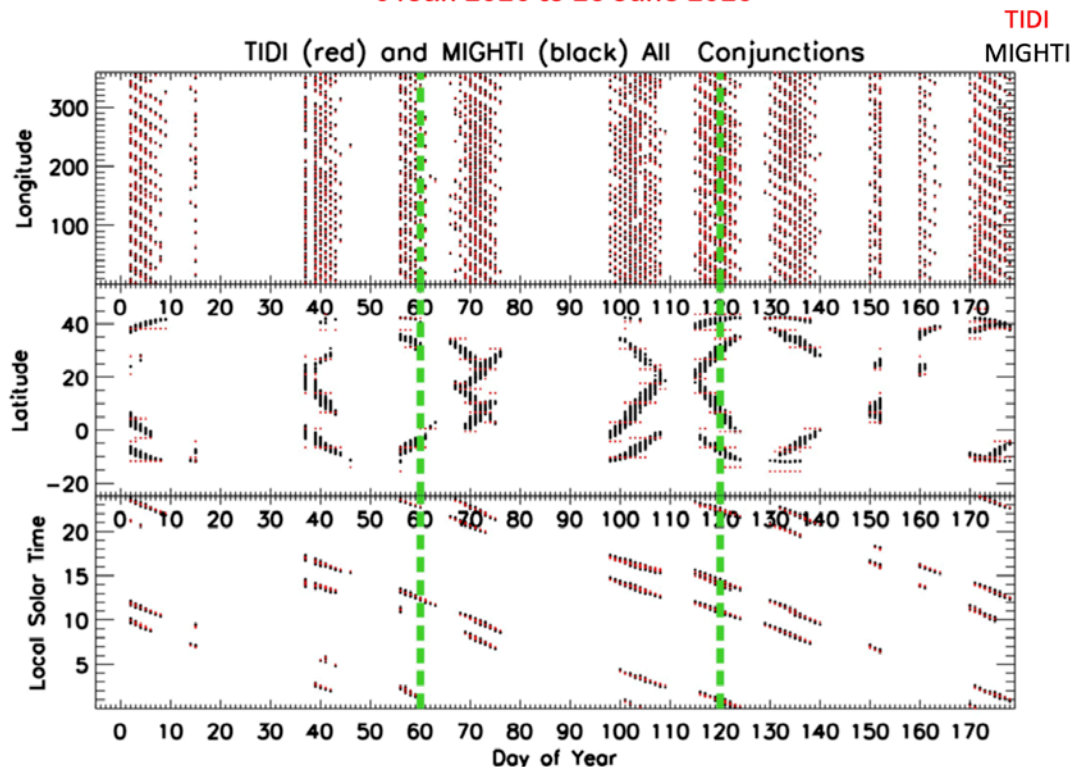 TIDI
MIGHTI
TIDI (red) and MIGHTI (black) All Conjunctions
Longitude
300
200
100
0 10 20 30 40 50 60 70 80 90 100 110 120 130 140 150 160 170
Latitude
40
20
0
-20
0 10 20 30 40 50 60 70 80 90 100 110 120 130 140 150 160 170
Local Solar Time
20
15
10
5
0 10 20 30 40 50 60 70 80 90 100 110 120 130 140 150 160 170
Day of Year